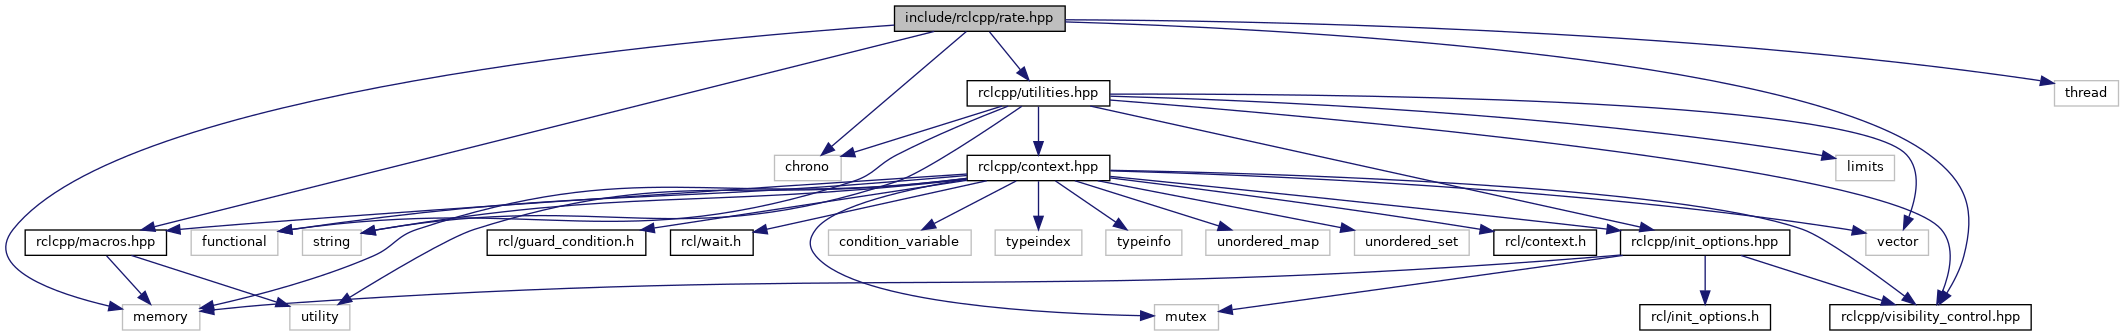 include/rclcpp/rate.hpp
rclcpp/utilities.hpp
thread
chrono
rclcpp/context.hpp
limits
rclcpp/macros.hpp
functional
string
rcl/guard_condition.h
rcl/wait.h
condition_variable
typeindex
typeinfo
unordered_map
unordered_set
rcl/context.h
rclcpp/init_options.hpp
vector
memory
utility
mutex
rcl/init_options.h
rclcpp/visibility_control.hpp